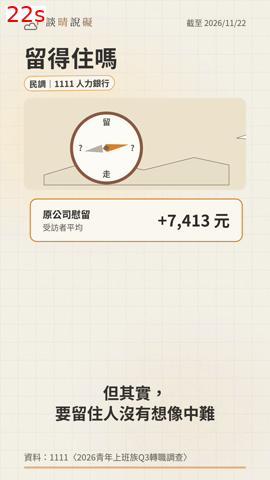 22s
談晴說礙
截至 2026/11/22
留得住嗎
民調｜1111 人力銀行
留
?
?
走
原公司慰留
受訪者平均
+7,413 元
但其實，
要留住人沒有想像中難
資料：1111〈2026青年上班族Q3轉職調查〉